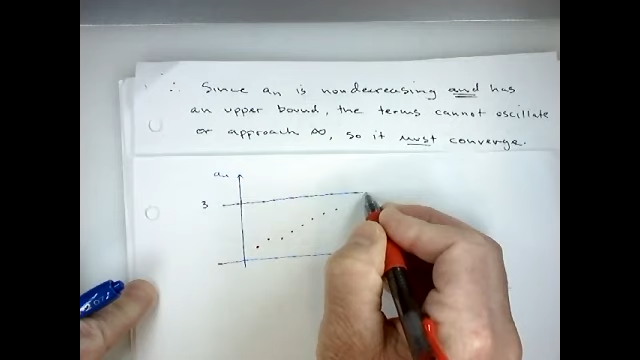 ∴ Since an is nondecreasing and has
an upper bound, the terms cannot oscillate
or approach ∞, so it must converge.
an
3